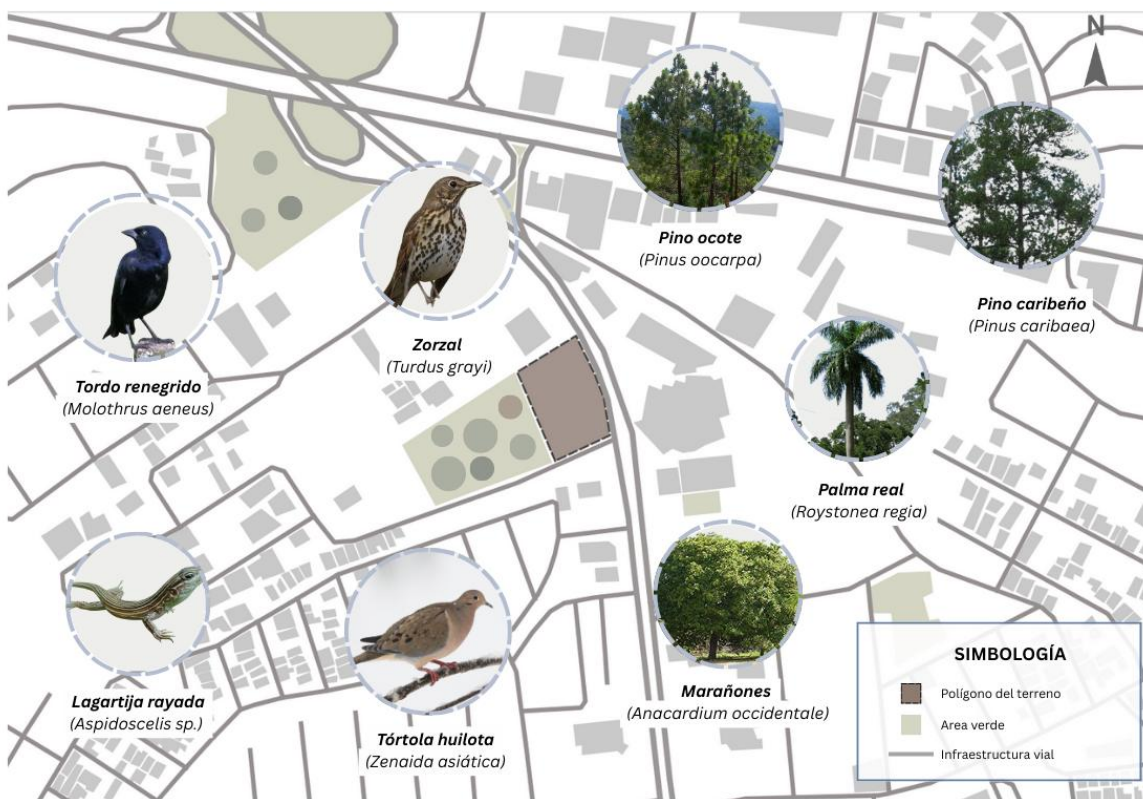 N
Pino ocote
(Pinus oocarpa)
Pino caribeño
(Pinus caribaea)
Zorzal
(Turdus grayi)
Tordo renegrido
(Molothrus aeneus)
Palma real
(Roystonea regia)
Lagartija rayada
(Aspidoscelis sp.)
Tórtola huilota
(Zenaida asiática)
Marañones
(Anacardium occidentale)
SIMBOLOGÍA
Polígono del terreno
Area verde
Infraestructura vial